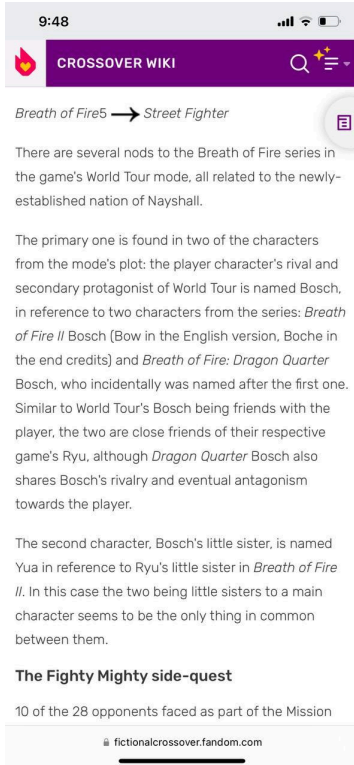 9:48
CROSSOVER WIKI
Breath of Fire5 → Street Fighter
There are several nods to the Breath of Fire series in
the game's World Tour mode, all related to the newly-
established nation of Nayshall.
The primary one is found in two of the characters
from the mode's plot: the player character's rival and
secondary protagonist of World Tour is named Bosch,
in reference to two characters from the series: Breath
of Fire II Bosch (Bow in the English version, Boche in
the end credits) and Breath of Fire: Dragon Quarter
Bosch, who incidentally was named after the first one.
Similar to World Tour's Bosch being friends with the
player, the two are close friends of their respective
game's Ryu, although Dragon Quarter Bosch also
shares Bosch's rivalry and eventual antagonism
towards the player.
The second character, Bosch's little sister, is named
Yua in reference to Ryu's little sister in Breath of Fire
II. In this case the two being little sisters to a main
character seems to be the only thing in common
between them.
The Fighty Mighty side-quest
10 of the 28 opponents faced as part of the Mission
fictionalcrossover.fandom.com